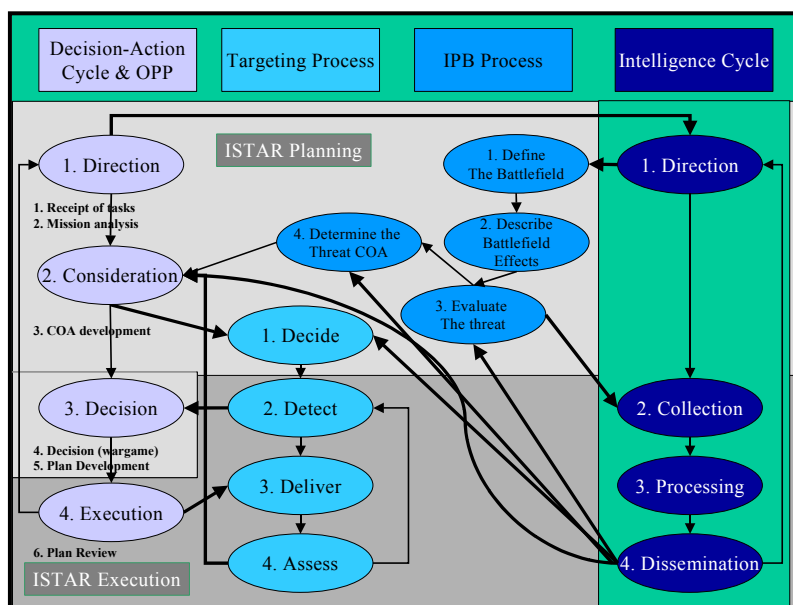 Decision-Action
Cycle & OPP
Targeting Process
IPB Process
Intelligence Cycle
ISTAR Planning
1. Direction
1. Receipt of tasks
2. Mission analysis
2. Consideration
3. COA development
3. Decision
4. Decision (wargame)
5. Plan Development
4. Execution
6. Plan Review
ISTAR Execution
1. Decide
2. Detect
3. Deliver
4. Assess
1. Define
The Battlefield
2. Describe
Battlefield
Effects
3. Evaluate
The threat
4. Determine the
Threat COA
1. Direction
2. Collection
3. Processing
4. Dissemination